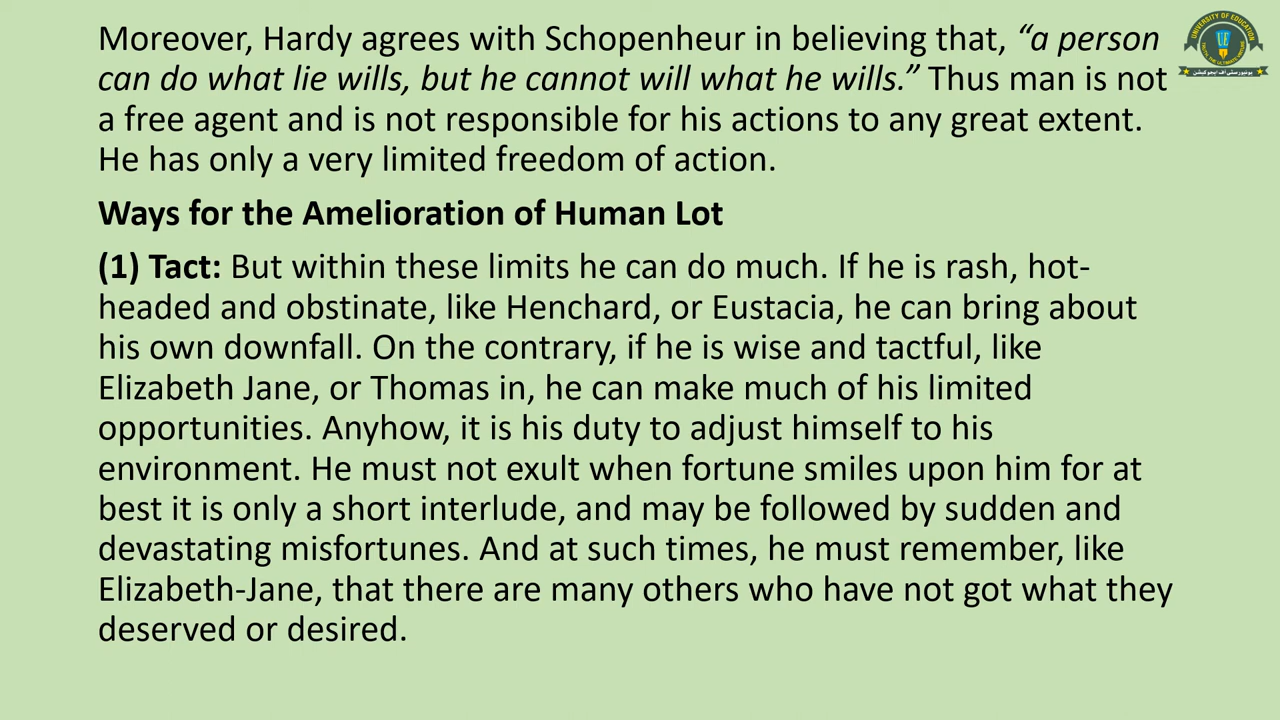 Moreover, Hardy agrees with Schopenheur in believing that, “a person
can do what lie wills, but he cannot will what he wills.” Thus man is not
a free agent and is not responsible for his actions to any great extent.
He has only a very limited freedom of action.
Ways for the Amelioration of Human Lot
(1) Tact: But within these limits he can do much. If he is rash, hot-
headed and obstinate, like Henchard, or Eustacia, he can bring about
his own downfall. On the contrary, if he is wise and tactful, like
Elizabeth Jane, or Thomas in, he can make much of his limited
opportunities. Anyhow, it is his duty to adjust himself to his
environment. He must not exult when fortune smiles upon him for at
best it is only a short interlude, and may be followed by sudden and
devastating misfortunes. And at such times, he must remember, like
Elizabeth-Jane, that there are many others who have not got what they
deserved or desired.
UNIVERSITY OF EDUCATION
UE
یونیورسٹی آف ایجوکیشن